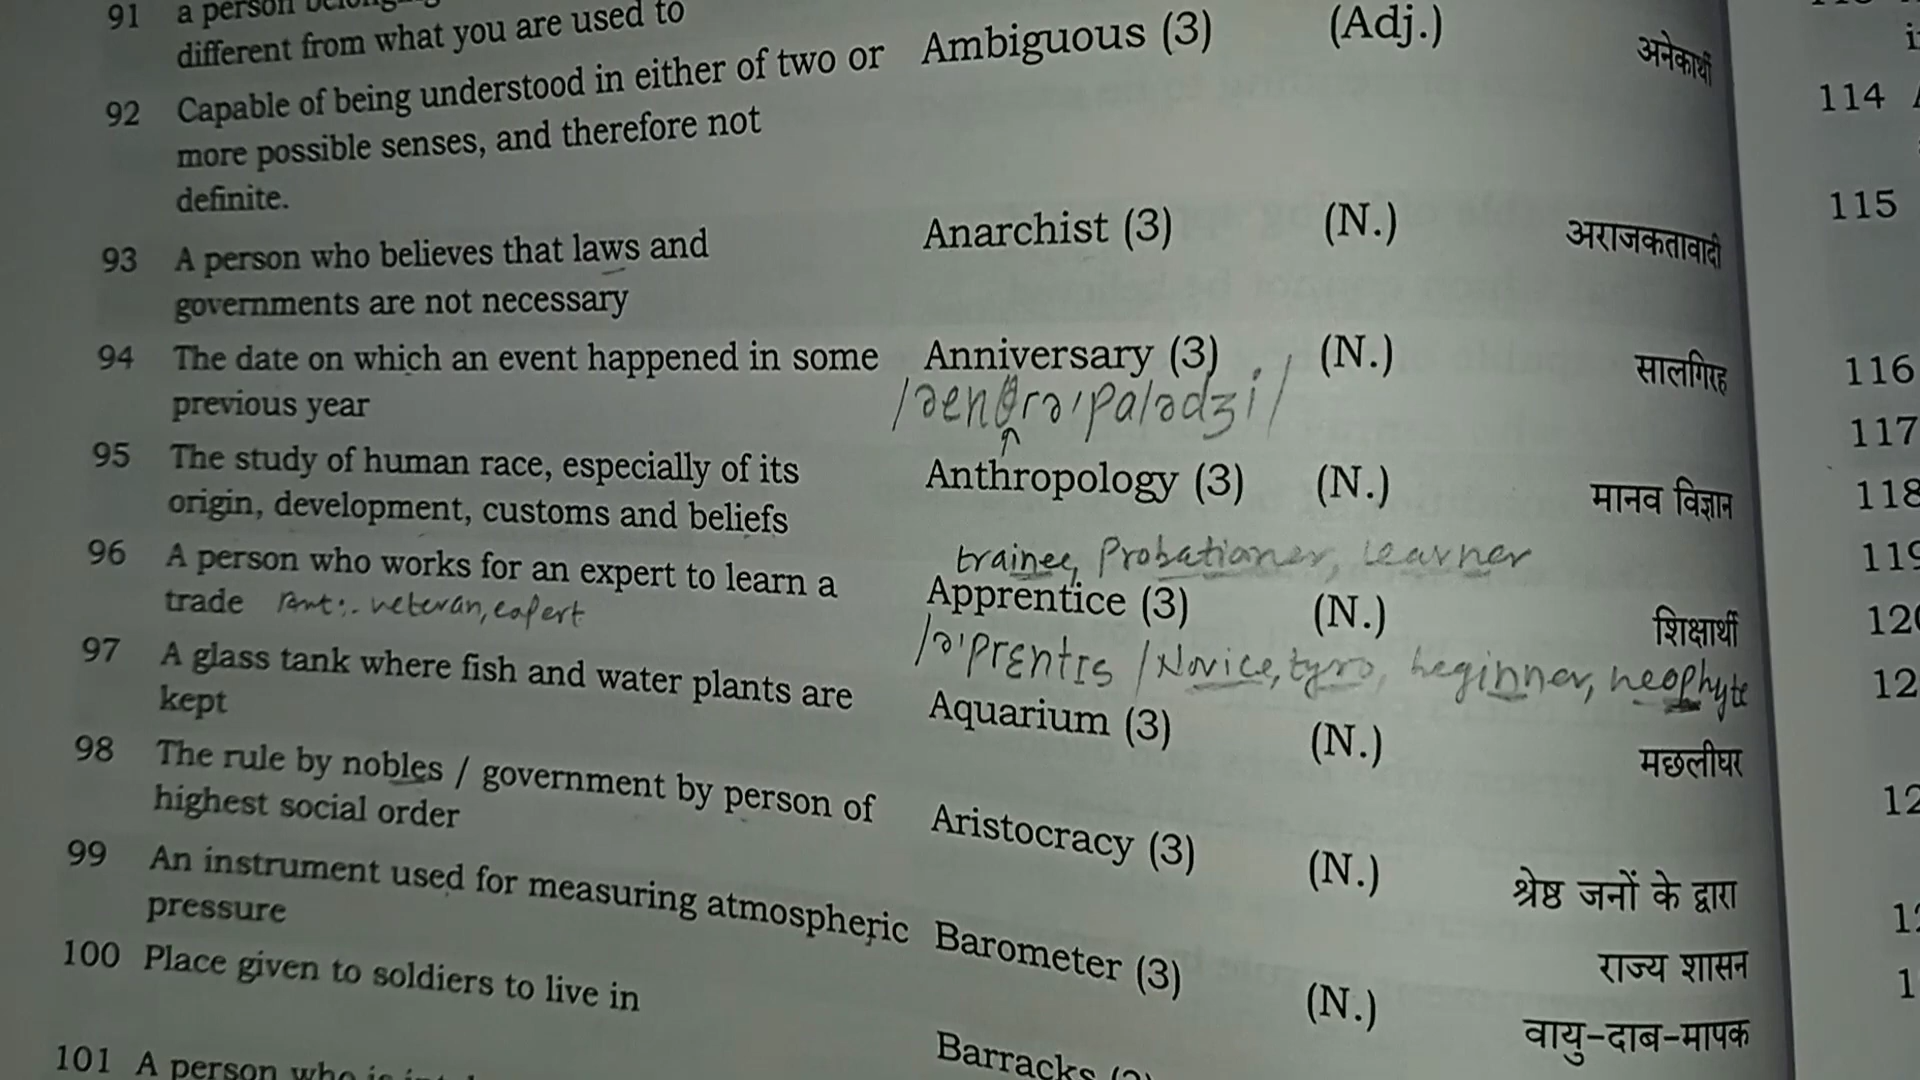 91 a person
different from what you are used to
92 Capable of being understood in either of two or Ambiguous (3) (Adj.) अनेकार्थी
more possible senses, and therefore not
definite.
93 A person who believes that laws and Anarchist (3) (N.) अराजकतावादी
governments are not necessary
94 The date on which an event happened in some Anniversary (3) (N.) सालगिरह
previous year
/ænθrə'paladʒi/
95 The study of human race, especially of its Anthropology (3) (N.) मानव विज्ञान
origin, development, customs and beliefs
trainee, Probationer, Learner
96 A person who works for an expert to learn a Apprentice (3) (N.) शिक्षार्थी
trade Ant:. veteran, expert
/ə'prɛntɪs / Novice, tyro, beginner, neophyte
97 A glass tank where fish and water plants are Aquarium (3) (N.) मछलीघर
kept
98 The rule by nobles / government by person of Aristocracy (3) (N.) श्रेष्ठ जनों के द्वारा
highest social order
राज्य शासन
99 An instrument used for measuring atmospheric Barometer (3) (N.) वायु-दाब-मापक
pressure
100 Place given to soldiers to live in Barracks
101 A person who is
114
115
116
117
118